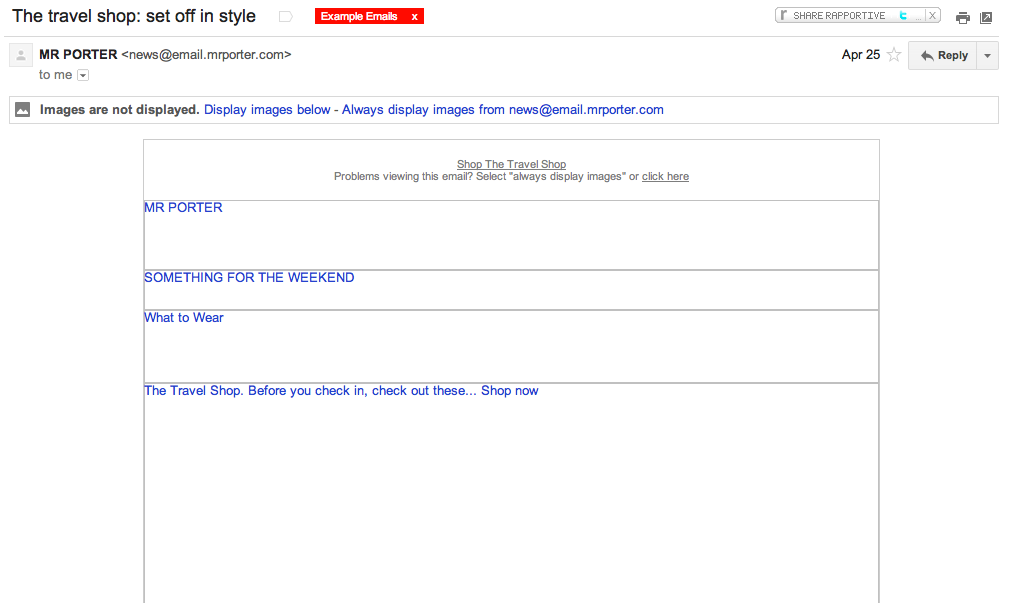 The travel shop: set off in style
Example Emails x
SHARE RAPPORTIVE ... X
MR PORTER <news@email.mrporter.com>
Apr 25
Reply
to me
Images are not displayed. Display images below - Always display images from news@email.mrporter.com
Shop The Travel Shop
Problems viewing this email? Select "always display images" or click here
MR PORTER
SOMETHING FOR THE WEEKEND
What to Wear
The Travel Shop. Before you check in, check out these... Shop now